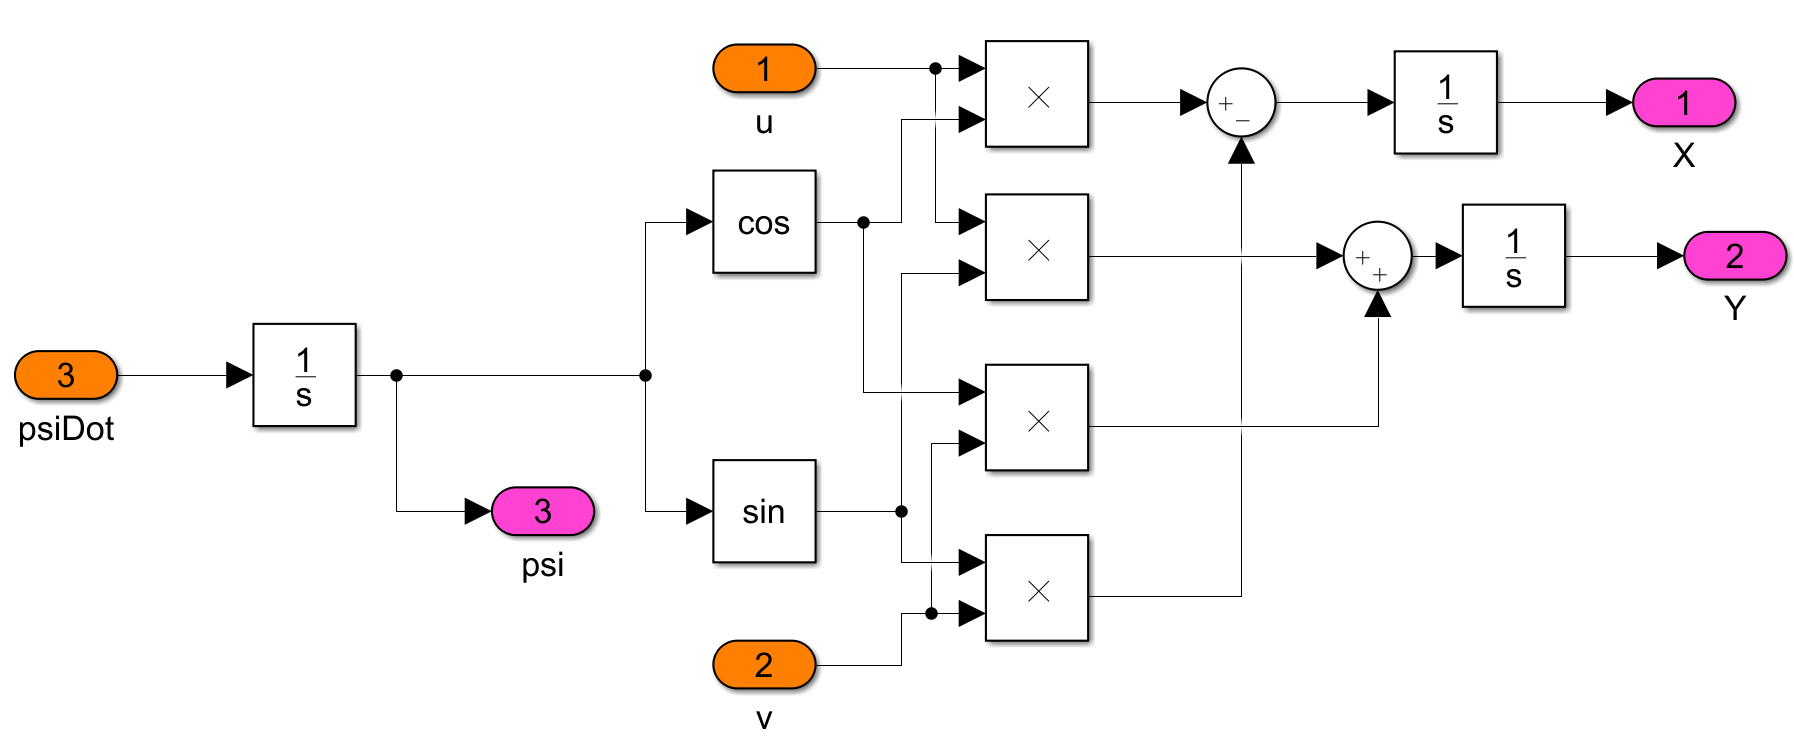 1
u
×
+
−
1
s
1
X
cos
×
+
+
1
s
2
Y
3
psiDot
1
s
×
3
psi
sin
×
2
v